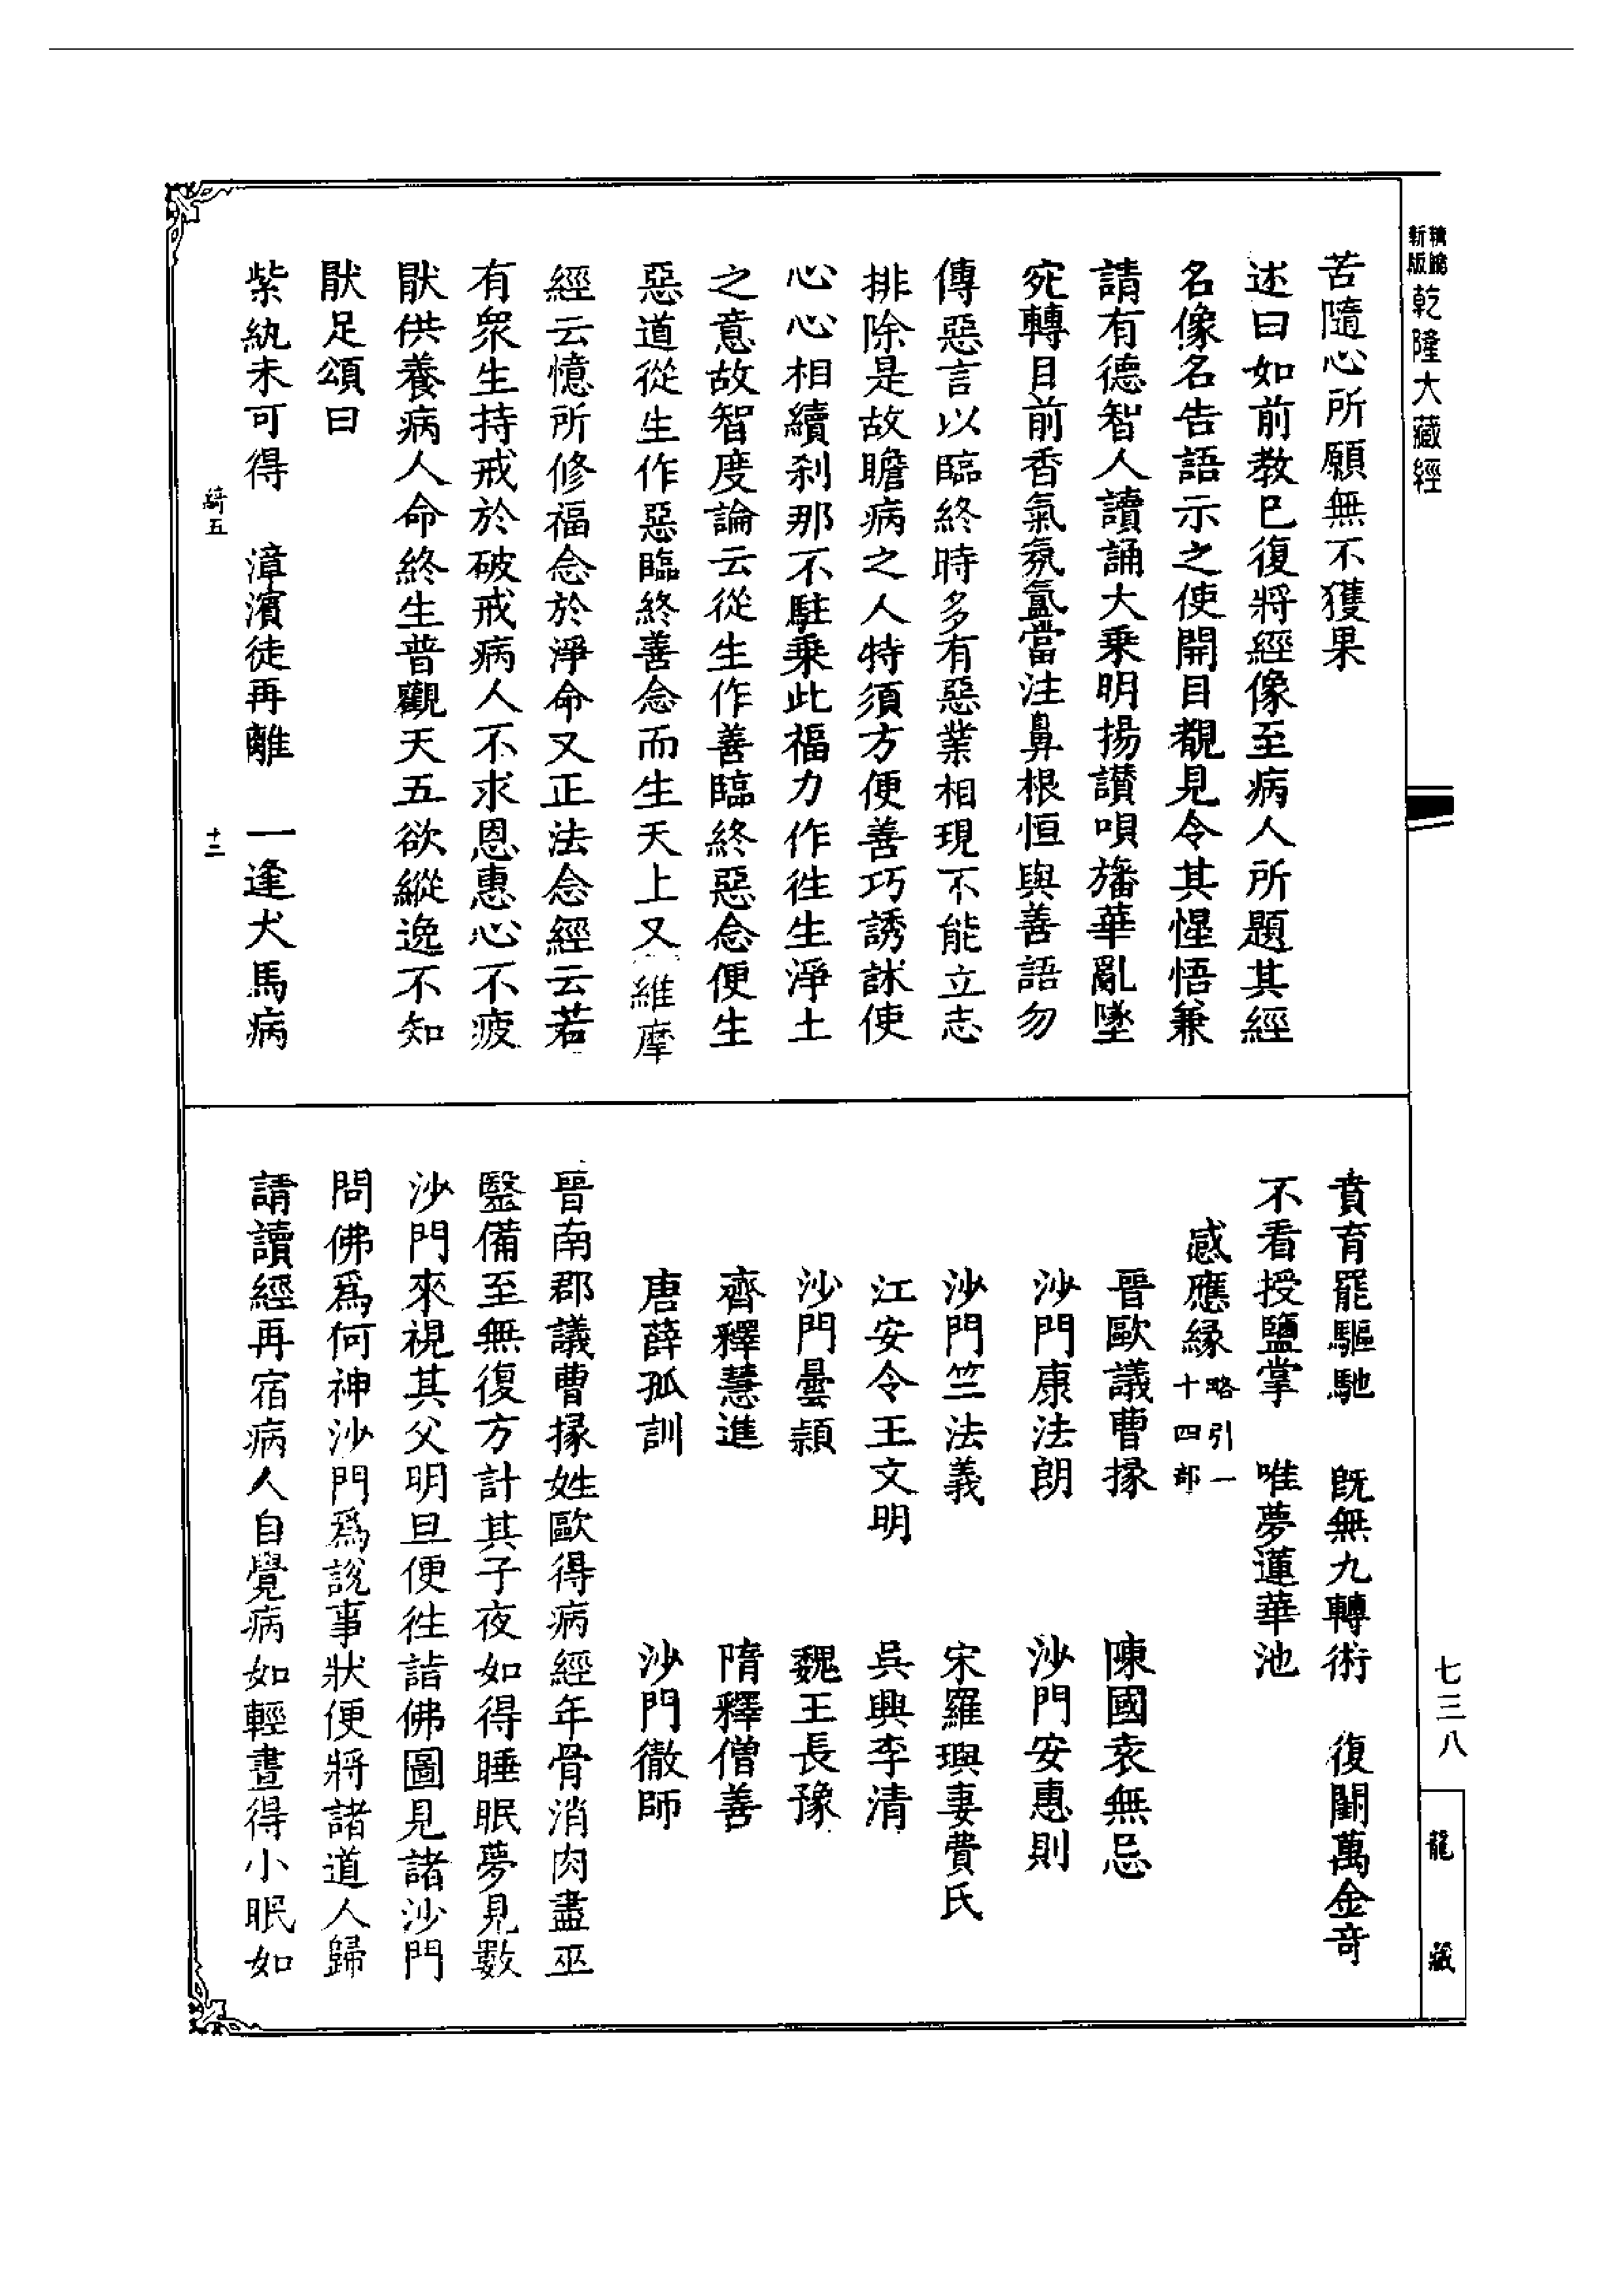 乾隆大藏經
苦隨心所願無不獲果
述曰如前教已復將經像至病人所題其經
名像名告語示之使開目覩見令其惺悟兼
請有德智人讀誦大乗明揚讃唄旛華亂墜
宛轉目前香氣氛氳當注鼻根恒與善語勿
傳惡言以臨終時多有惡業相現不能立志
排除是故瞻病之人特須方便善巧誘訹使
心心相續刹那不駐乗此福力作徃生淨土
之意故智度論云從生作善臨終惡念便生
惡道從生作惡臨終善念而生天上又維摩
經云憶所修福念於淨命又正法念經云若
有衆生持戒於破戒病人不求恩惠心不疲
猒供養病人命終生普觀天五欲縱逸不知
猒足頌曰
紫紈未可得　漳濱徒再離　一逢犬馬病
綺五　十二
賁育罷驅馳　旣無九轉術　復闕萬金竒
不看授鹽掌　唯夢蓮華池
感應縁略引一十四部
晉歐議曹掾　陳國袁無忌
沙門康法朗　沙門安惠則
沙門竺法義　宋羅璵妻費氏
江安令王文明　吳興李清
沙門曇頴　魏王長豫
齊釋慧進　隋釋僧善
唐薛孤訓　沙門徹師
晉南郡議曹掾姓歐得病經年骨消肉盡巫
醫備至無復方計其子夜如得睡眠夢見數
沙門來視其父明旦便徃詣佛圖見諸沙門
問佛爲何神沙門爲說事狀便將諸道人歸
請讀經再宿病人自覺病如輕晝得小眠如
七三八
龍藏